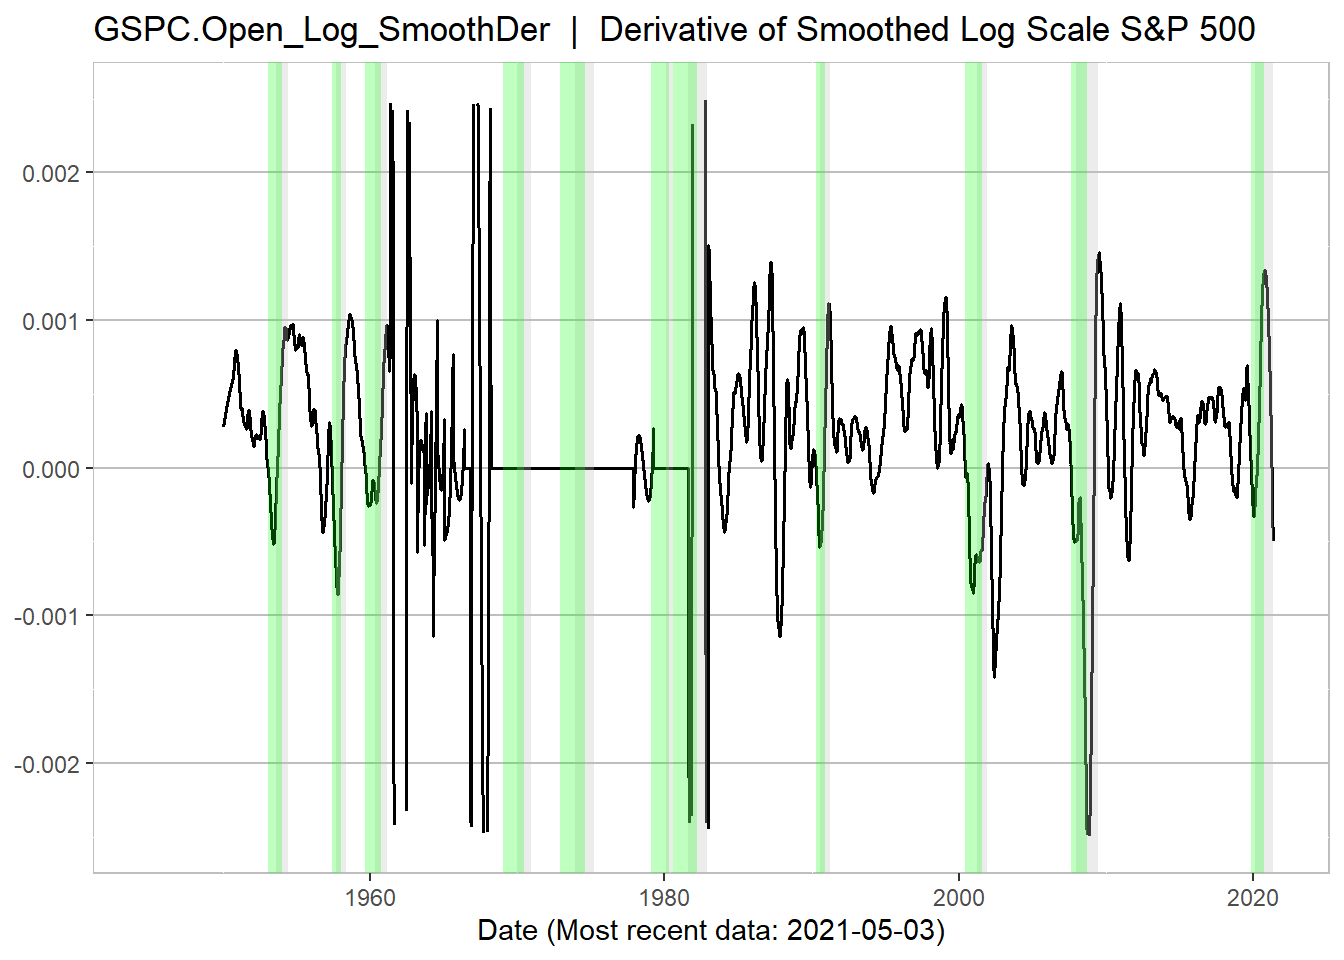 GSPC.Open_Log_SmoothDer | Derivative of Smoothed Log Scale S&P 500
0.002
0.001
0.000
-0.001
-0.002
1960 1980 2000 2020
Date (Most recent data: 2021-05-03)